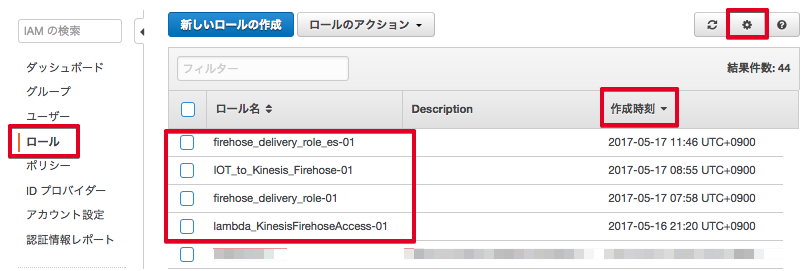 IAM の検索
ダッシュボード
グループ
ユーザー
ロール
ポリシー
ID プロバイダー
アカウント設定
認証情報レポート
新しいロールの作成
ロールのアクション
フィルター
結果件数: 44
ロール名 Description 作成時刻
firehose_delivery_role_es-01 2017-05-17 11:46 UTC+0900
IOT_to_Kinesis_Firehose-01 2017-05-17 08:55 UTC+0900
firehose_delivery_role-01 2017-05-17 07:58 UTC+0900
lambda_KinesisFirehoseAccess-01 2017-05-16 21:20 UTC+0900